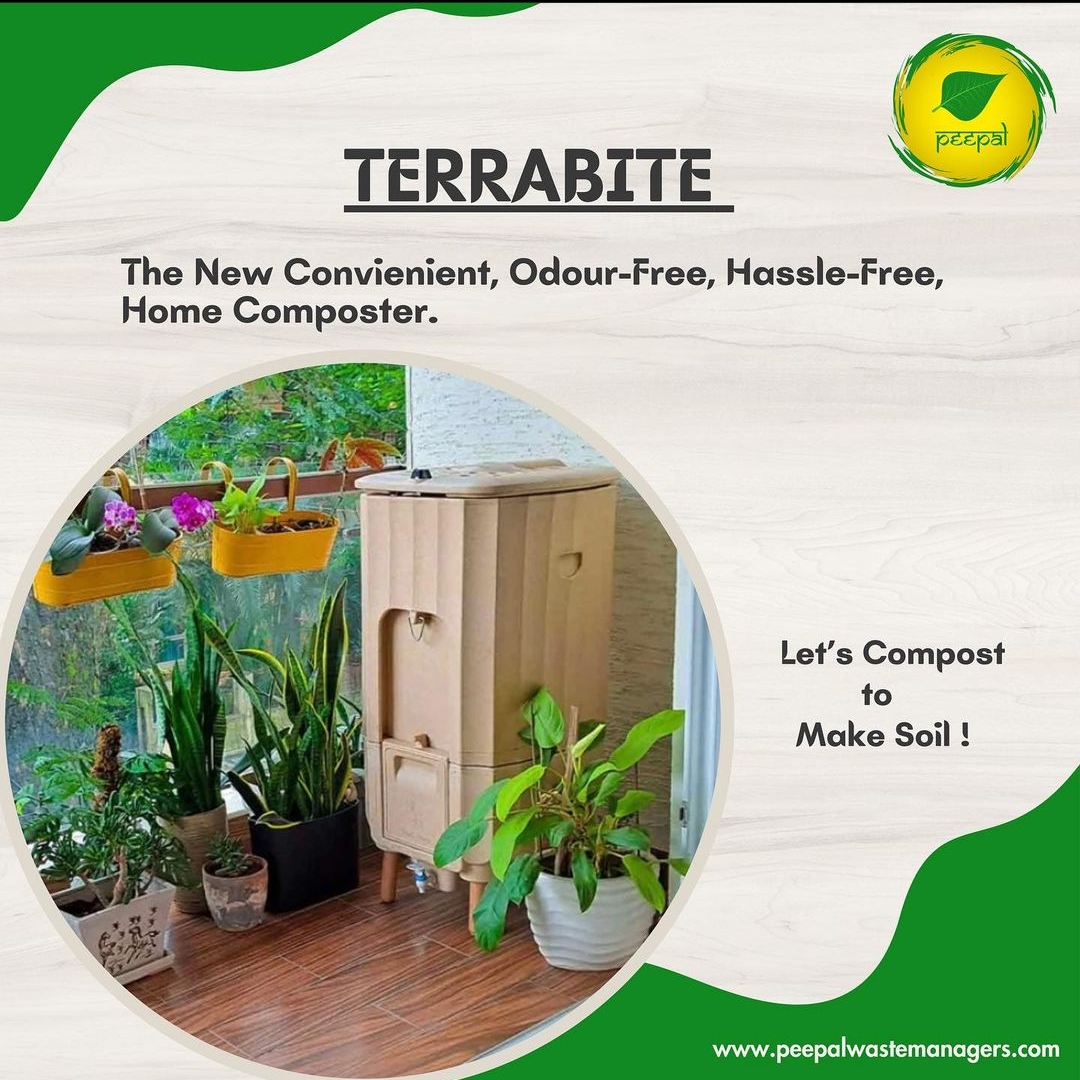 peepal
TERRABITE
The New Convienient, Odour-Free, Hassle-Free,
Home Composter.
Let's Compost
to
Make Soil !
www.peepalwastemanagers.com